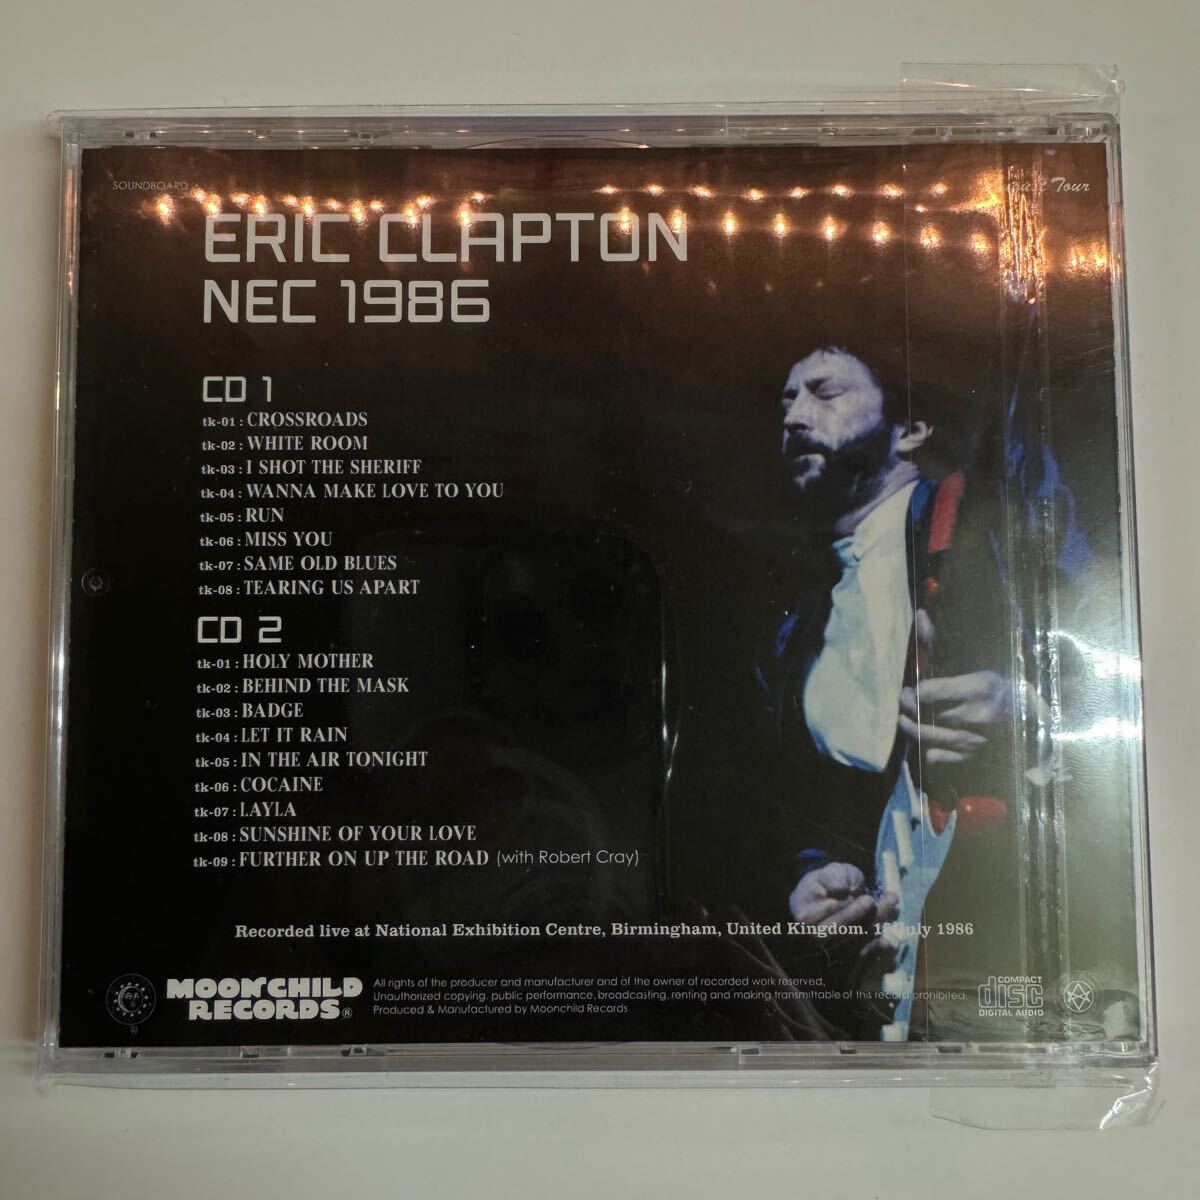 SOUNDBOARD
Tour
ERIC CLAPTON
NEC 1986
CD 1
tk-01 : CROSSROADS
tk-02 : WHITE ROOM
tk-03 : I SHOT THE SHERIFF
tk-04 : WANNA MAKE LOVE TO YOU
tk-05 : RUN
tk-06 : MISS YOU
tk-07 : SAME OLD BLUES
tk-08 : TEARING US APART
CD 2
tk-01 : HOLY MOTHER
tk-02 : BEHIND THE MASK
tk-03 : BADGE
tk-04 : LET IT RAIN
tk-05 : IN THE AIR TONIGHT
tk-06 : COCAINE
tk-07 : LAYLA
tk-08 : SUNSHINE OF YOUR LOVE
tk-09 : FURTHER ON UP THE ROAD (with Robert Cray)
Recorded live at National Exhibition Centre, Birmingham, United Kingdom. July 1986
MOONCHILD
RECORDS®
All rights of the producer and manufacturer and of the owner of recorded work reserved.
Unauthorized copying, public performance, broadcasting, renting and making transmittable of this record prohibited.
Produced & Manufactured by Moonchild Records.
COMPACT
disc
DIGITAL AUDIO